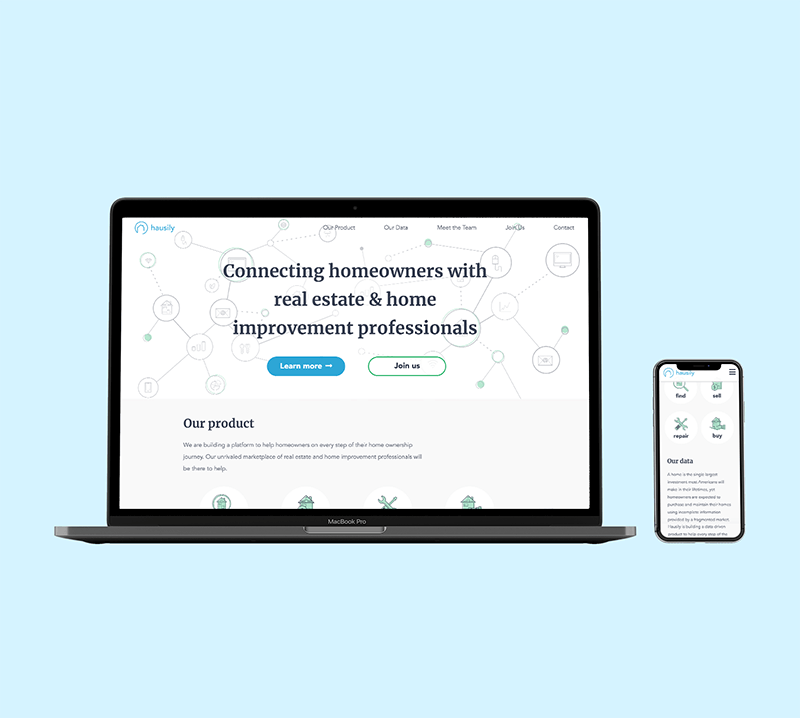 hausily
Our Product
Our Data
Meet the Team
Join Us
Contact
Connecting homeowners with
real estate & home
improvement professionals
Learn more →
Join us
Our product
We are building a platform to help homeowners on every step of their home ownership
journey. Our unrivaled marketplace of real estate and home improvement professionals will
be there to help.
MacBook Pro
hausily
find
sell
repair
buy
Our data
A home is the single largest
investment most Americans will
make in their lifetimes, yet
homeowners are expected to
purchase and maintain their homes
using incomplete information
provided by a fragmented market.
Hausily is building a data driven
product to help every step of the